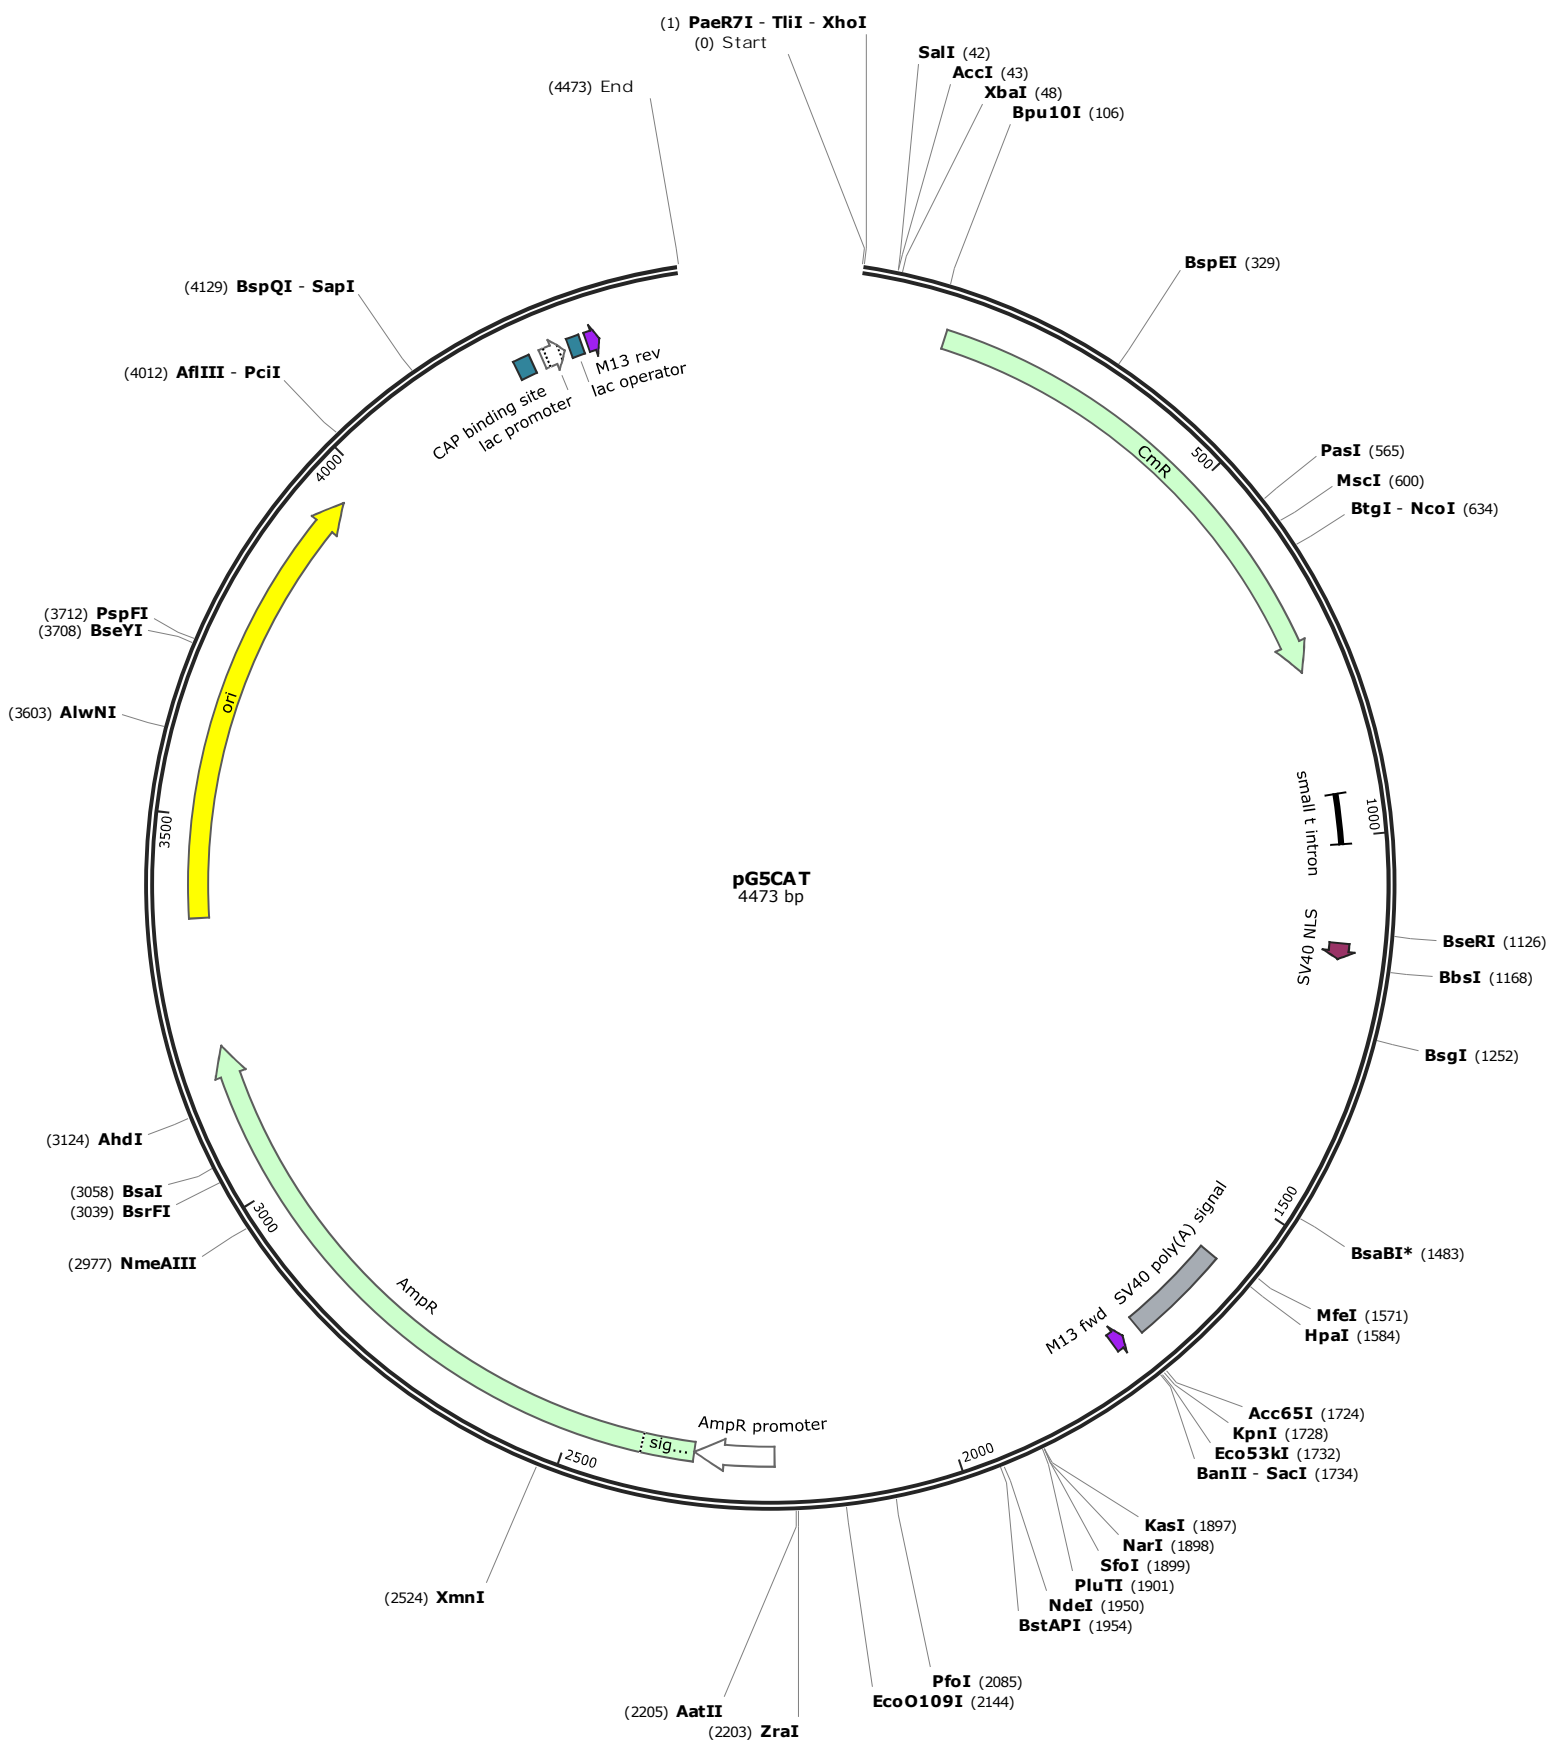 (1) PaeR7I - TliI - XhoI
(0) Start
(4473) End
SalI (42)
AccI (43)
XbaI (48)
Bpu10I (106)
BspEI (329)
(4129) BspQI - SapI
(4012) AflIII - PciI
M13 rev
lac operator
CAP binding site
lac promoter
CmR
500
4000
PasI (565)
MscI (600)
BtgI - NcoI (634)
(3712) PspFI
(3708) BseYI
ori
(3603) AlwNI
small t intron
1000
3500
pG5CAT
4473 bp
SV40 NLS
BseRI (1126)
BbsI (1168)
BsgI (1252)
(3124) AhdI
(3058) BsaI
(3039) BsrFI
3000
(2977) NmeAIII
1500
BsaBI* (1483)
SV40 poly(A) signal
M13 fwd
MfeI (1571)
HpaI (1584)
AmpR
Acc65I (1724)
KpnI (1728)
Eco53kI (1732)
BanII - SacI (1734)
AmpR promoter
sig...
2500
2000
KasI (1897)
NarI (1898)
SfoI (1899)
PluTI (1901)
NdeI (1950)
BstAPI (1954)
(2524) XmnI
PfoI (2085)
EcoO109I (2144)
(2205) AatII
(2203) ZraI